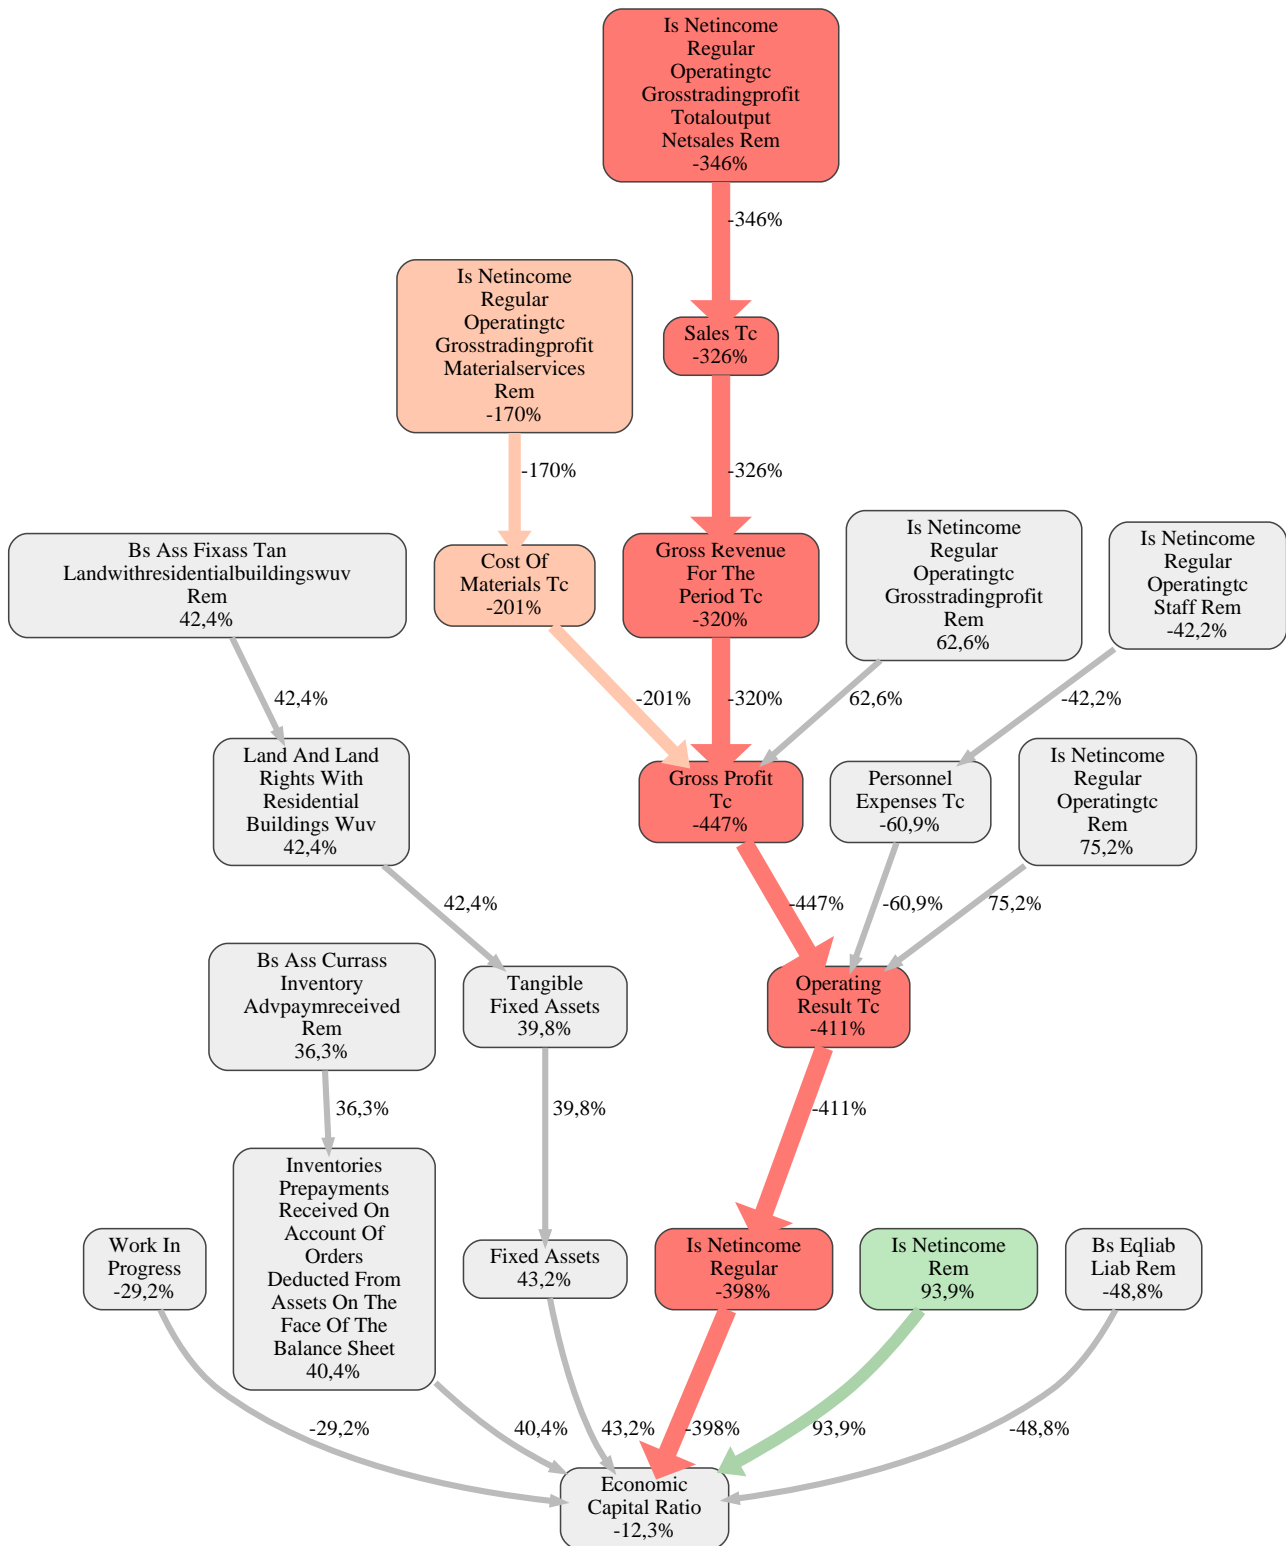 Is Netincome
Regular
Operatingtc
Grosstradingprofit
Totaloutput
Netsales Rem
-346%
-346%
Is Netincome
Regular
Operatingtc
Grosstradingprofit
Materialservices
Rem
-170%
Sales Tc
-326%
-170%
-326%
Bs Ass Fixass Tan
Landwithresidentialbuildingswuv
Rem
42,4%
Cost Of
Materials Tc
-201%
Gross Revenue
For The
Period Tc
-320%
Is Netincome
Regular
Operatingtc
Grosstradingprofit
Rem
62,6%
Is Netincome
Regular
Operatingtc
Staff Rem
-42,2%
42,4%
-201%
-320%
62,6%
-42,2%
Land And Land
Rights With
Residential
Buildings Wuv
42,4%
Gross Profit
Tc
-447%
Personnel
Expenses Tc
-60,9%
Is Netincome
Regular
Operatingtc
Rem
75,2%
42,4%
-447%
-60,9%
75,2%
Bs Ass Currass
Inventory
Advpaymreceived
Rem
36,3%
Tangible
Fixed Assets
39,8%
Operating
Result Tc
-411%
36,3%
39,8%
-411%
Work In
Progress
-29,2%
Inventories
Prepayments
Received On
Account Of
Orders
Deducted From
Assets On The
Face Of The
Balance Sheet
40,4%
Fixed Assets
43,2%
Is Netincome
Regular
-398%
Is Netincome
Rem
93,9%
Bs Eqliab
Liab Rem
-48,8%
-29,2%
40,4%
43,2%
-398%
93,9%
-48,8%
Economic
Capital Ratio
-12,3%